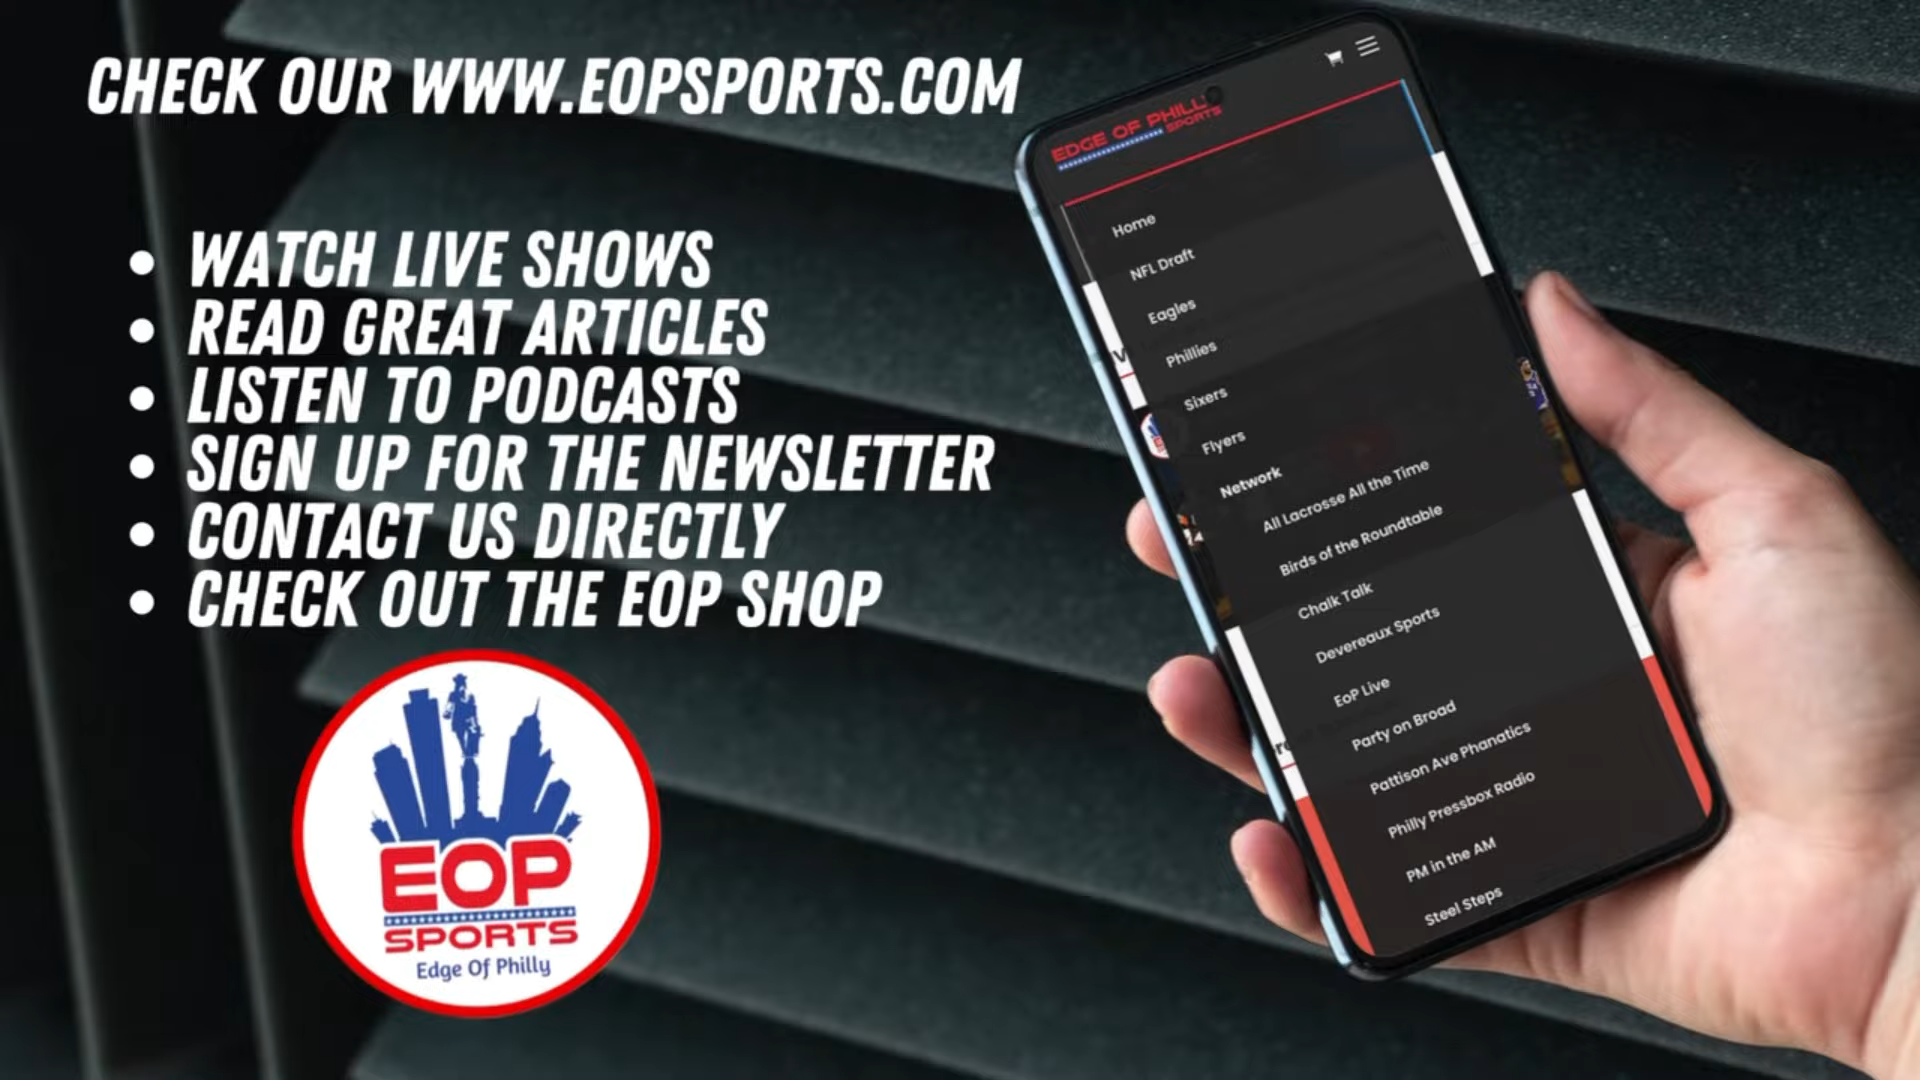 CHECK OUR WWW.EOPSPORTS.COM
• WATCH LIVE SHOWS
• READ GREAT ARTICLES
• LISTEN TO PODCASTS
• SIGN UP FOR THE NEWSLETTER
• CONTACT US DIRECTLY
• CHECK OUT THE EOP SHOP
EOP
SPORTS
Edge Of Philly
EDGE OF PHILLY
SPORTS
Home
NFL Draft
Eagles
Phillies
Sixers
Flyers
Network
All Lacrosse All the Time
Birds of the Roundtable
Chalk Talk
Devereaux Sports
EoP Live
Party on Broad
Pattison Ave Phanatics
Philly Pressbox Radio
PM in the AM
Steel Steps